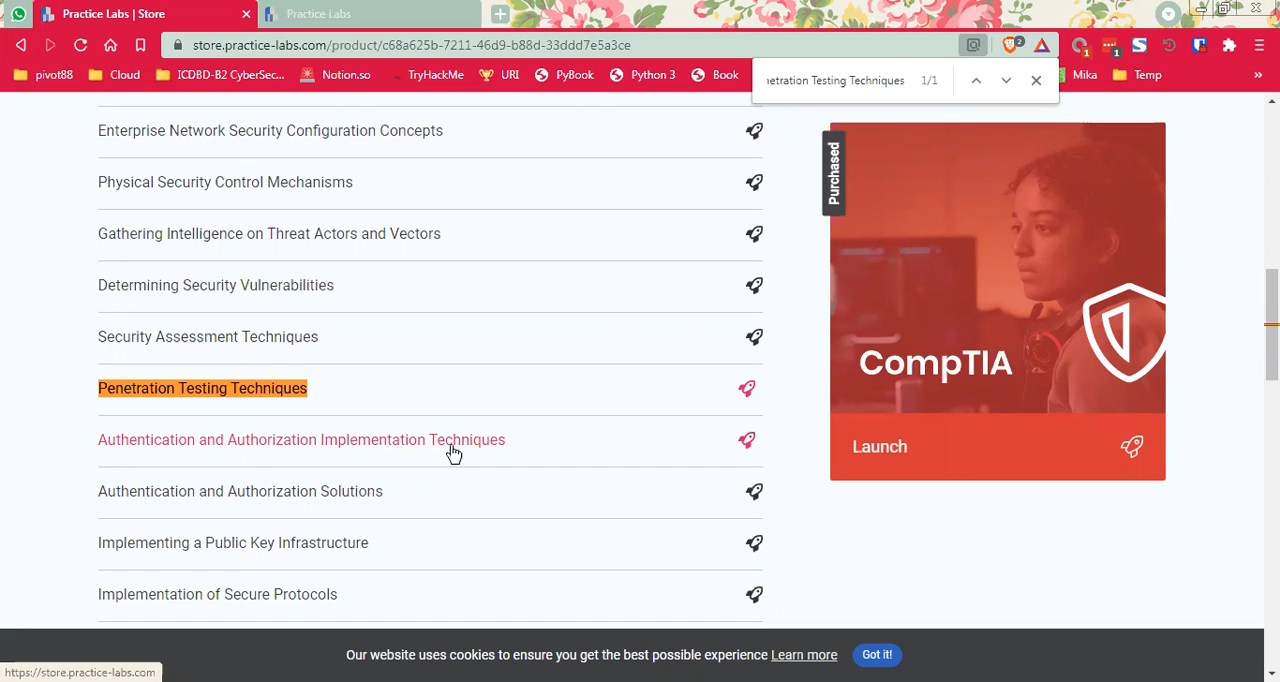 Practice Labs | Store
Practice Labs
store.practice-labs.com/product/c68a625b-7211-46d9-b88d-33ddd7e5a3ce
2
1
1
pivot88
Cloud
ICDBD-B2 CyberSec...
Notion.so
TryHackMe
URI
PyBook
Python 3
Book
Mika
Temp
»
netration Testing Techniques
1/1
Enterprise Network Security Configuration Concepts
Physical Security Control Mechanisms
Gathering Intelligence on Threat Actors and Vectors
Determining Security Vulnerabilities
Security Assessment Techniques
Penetration Testing Techniques
Authentication and Authorization Implementation Techniques
Authentication and Authorization Solutions
Implementing a Public Key Infrastructure
Implementation of Secure Protocols
Purchased
CompTIA
Launch
Our website uses cookies to ensure you get the best possible experience Learn more
Got it!
https://store.practice-labs.com